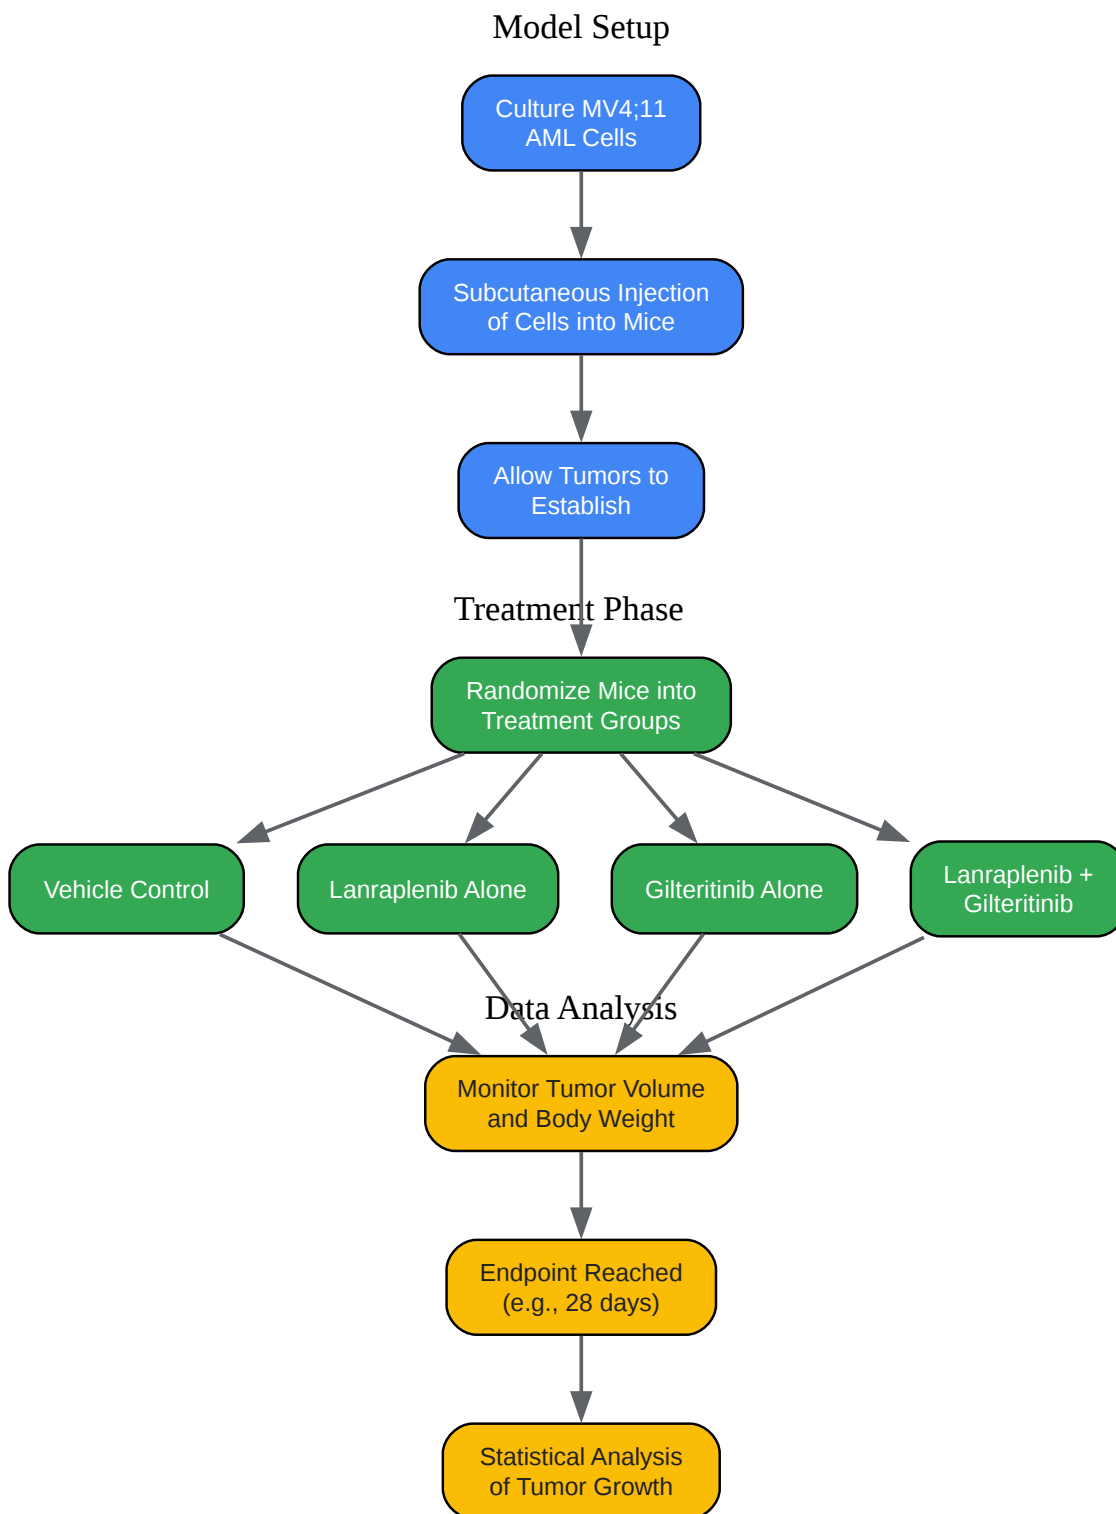 Model Setup
Culture MV4;11
AML Cells
Subcutaneous Injection
of Cells into Mice
Allow Tumors to
Establish
Treatment Phase
Randomize Mice into
Treatment Groups
Vehicle Control
Lanraplenib Alone
Gilteritinib Alone
Lanraplenib +
Gilteritinib
Data Analysis
Monitor Tumor Volume
and Body Weight
Endpoint Reached
(e.g., 28 days)
Statistical Analysis
of Tumor Growth